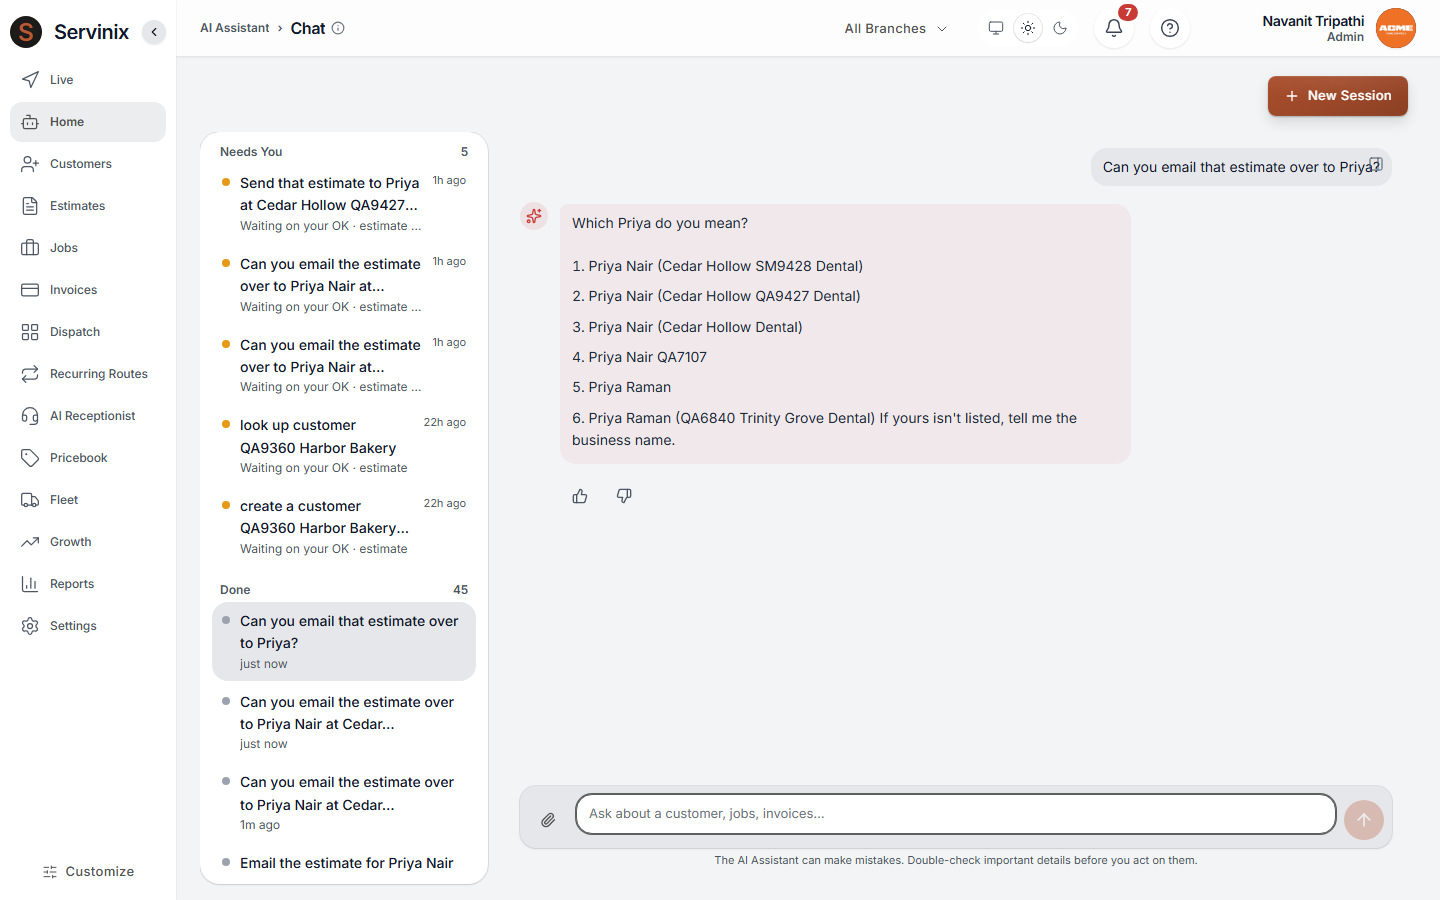 Servinix
Live
Home
Customers
Estimates
Jobs
Invoices
Dispatch
Recurring Routes
AI Receptionist
Pricebook
Fleet
Growth
Reports
Settings
Customize
AI Assistant › Chat
All Branches
7
Navanit Tripathi
Admin
ACME
+ New Session
Needs You 5
Send that estimate to Priya 1h ago
at Cedar Hollow QA9427...
Waiting on your OK · estimate ...
Can you email the estimate 1h ago
over to Priya Nair at...
Waiting on your OK · estimate ...
Can you email the estimate 1h ago
over to Priya Nair at...
Waiting on your OK · estimate ...
look up customer 22h ago
QA9360 Harbor Bakery
Waiting on your OK · estimate
create a customer 22h ago
QA9360 Harbor Bakery...
Waiting on your OK · estimate
Done 45
Can you email that estimate over
to Priya?
just now
Can you email the estimate over
to Priya Nair at Cedar...
just now
Can you email the estimate over
to Priya Nair at Cedar...
1m ago
Email the estimate for Priya Nair
Can you email that estimate over to Priya?
Which Priya do you mean?
1. Priya Nair (Cedar Hollow SM9428 Dental)
2. Priya Nair (Cedar Hollow QA9427 Dental)
3. Priya Nair (Cedar Hollow Dental)
4. Priya Nair QA7107
5. Priya Raman
6. Priya Raman (QA6840 Trinity Grove Dental) If yours isn't listed, tell me the
business name.
Ask about a customer, jobs, invoices...
The AI Assistant can make mistakes. Double-check important details before you act on them.